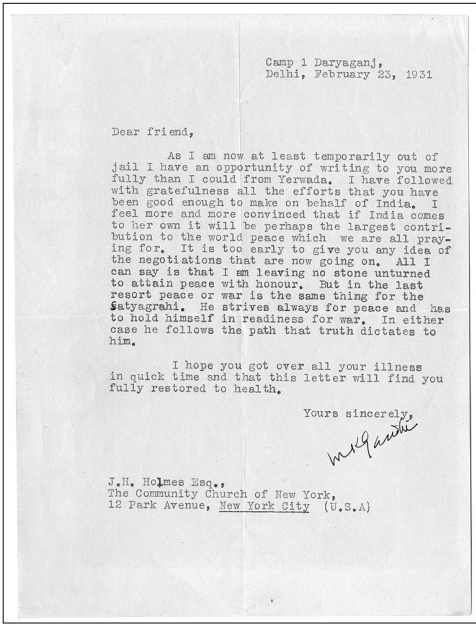 Camp 1 Daryaganj,
Delhi, February 23, 1931
Dear friend,
As I am now at least temporarily out of
jail I have an opportunity of writing to you more
fully than I could from Yerwada. I have followed
with gratefulness all the efforts that you have
been good enough to make on behalf of India. I
feel more and more convinced that if India comes
to her own it will be perhaps the largest contri-
bution to the world peace which we are all pray-
ing for. It is too early to give you any idea of
the negotiations that are now going on. All I
can say is that I am leaving no stone unturned
to attain peace with honour. But in the last
resort peace or war is the same thing for the
Satyagrahi. He strives always for peace and has
to hold himself in readiness for war. In either
case he follows the path that truth dictates to
him.
I hope you got over all your illness
in quick time and that this letter will find you
fully restored to health.
Yours sincerely,
MKGandhi
J.H. Holmes Esq.,
The Community Church of New York,
12 Park Avenue, New York City (U.S.A)